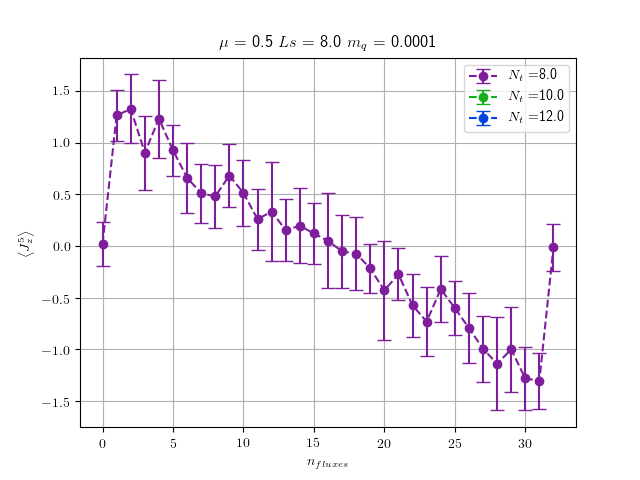 μ = 0.5 Ls = 8.0 m_q = 0.0001
N_t =8.0
N_t =10.0
N_t =12.0
⟨J_z^5⟩
1.5
1.0
0.5
0.0
−0.5
−1.0
−1.5
0 5 10 15 20 25 30
n_{fluxes}